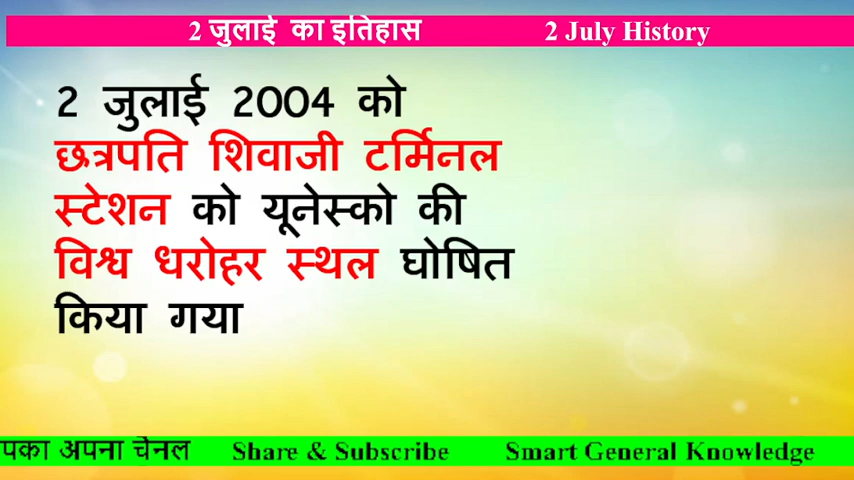 2 जुलाई का इतिहास 2 July History
2 जुलाई 2004 को
छत्रपति शिवाजी टर्मिनल
स्टेशन को यूनेस्को की
विश्व धरोहर स्थल घोषित
किया गया
पका अपना चैनल Share & Subscribe Smart General Knowledge